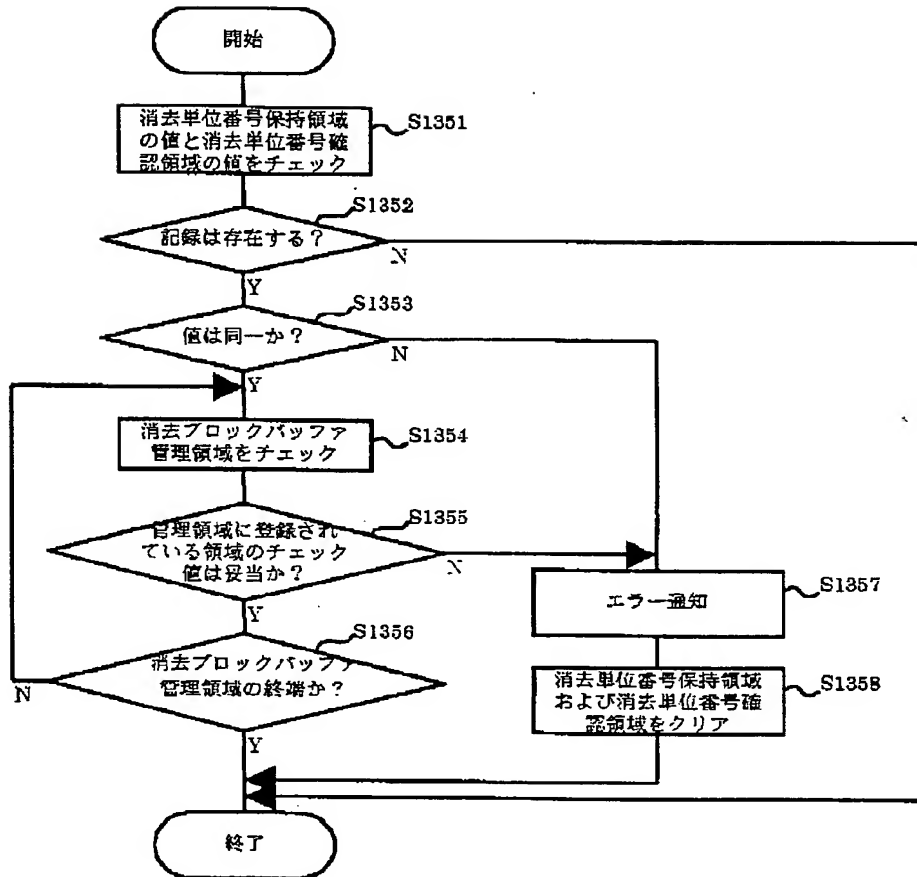 開始
消去単位番号保持領域
の値と消去単位番号確
認領域の値をチェック
S1351
S1352
記録は存在する？
N
Y
S1353
値は同一か？
N
Y
消去ブロックバッファ
管理領域をチェック
S1354
S1355
管理領域に登録され
ている領域のチェック
値は妥当か？
N
Y
エラー通知
S1357
S1356
消去ブロックバッファ
管理領域の終端か？
N
Y
消去単位番号保持領域
および消去単位番号確
認領域をクリア
S1358
終了